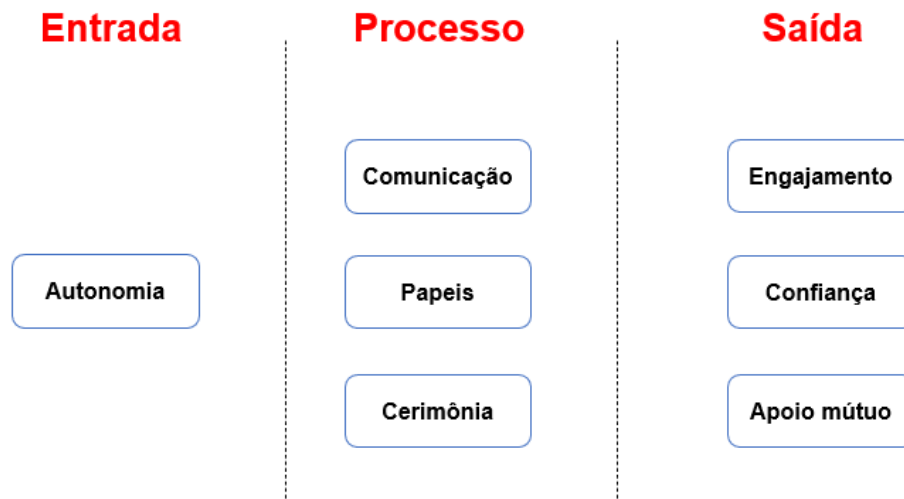 Entrada
Processo
Saída
Comunicação
Engajamento
Autonomia
Papeis
Confiança
Cerimônia
Apoio mútuo